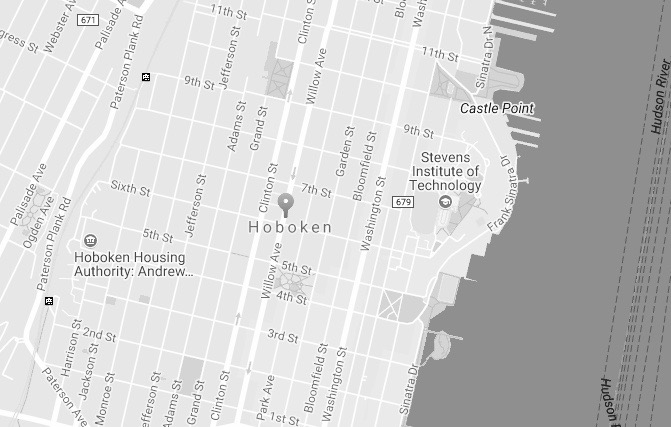 11th St
Clinton St
Bloo
Washi
Webster Av
Palisade A
671
Paterson Plank Rd
gress St
9th St
Jefferson St
Willow Ave
11th St
Sinatra Dr N
Hudson River
Castle Point
Adams St
Grand St
Garden St
9th St
Bloomfield St
Stevens
Institute of
Technology
Frank Sinatra Dr
Palisade Ave
Ogden Ave
Paterson Plank Rd
Sixth St
Jefferson St
Clinton St
7th St
Washington St
679
Hoboken
5th St
Hoboken Housing
Authority: Andrew...
Willow Ave
5th St
4th St
2nd St
3rd St
Harrison St
Jackson St
Monroe St
Paterson Ave
efferson St
Adams St
Grand St
Clinton St
Park Ave
1st St
Bloomfield St
Washington St
Sinatra Dr
Hudson